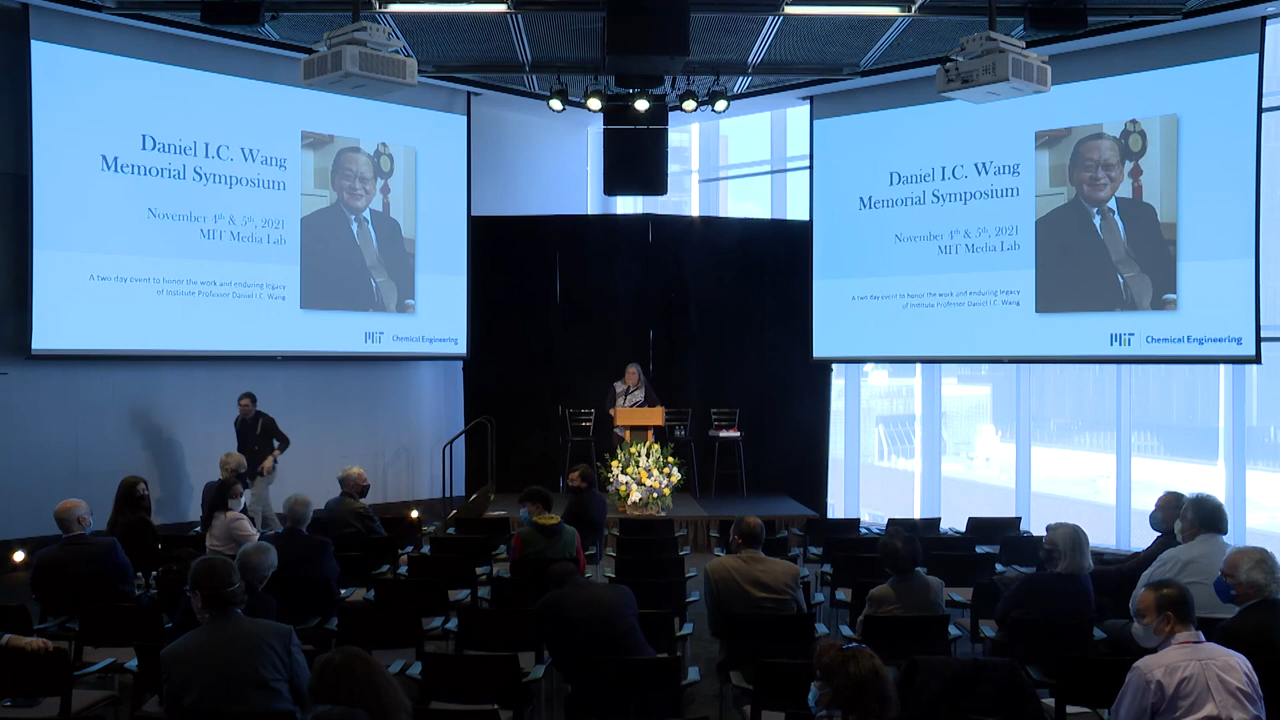 Daniel I.C. Wang
Memorial Symposium
November 4th & 5th, 2021
MIT Media Lab
A two day event to honor the work and enduring legacy
of Institute Professor Daniel I.C. Wang
MIT Chemical Engineering
Daniel I.C. Wang
Memorial Symposium
November 4th & 5th, 2021
MIT Media Lab
A two day event to honor the work and enduring legacy
of Institute Professor Daniel I.C. Wang
MIT Chemical Engineering